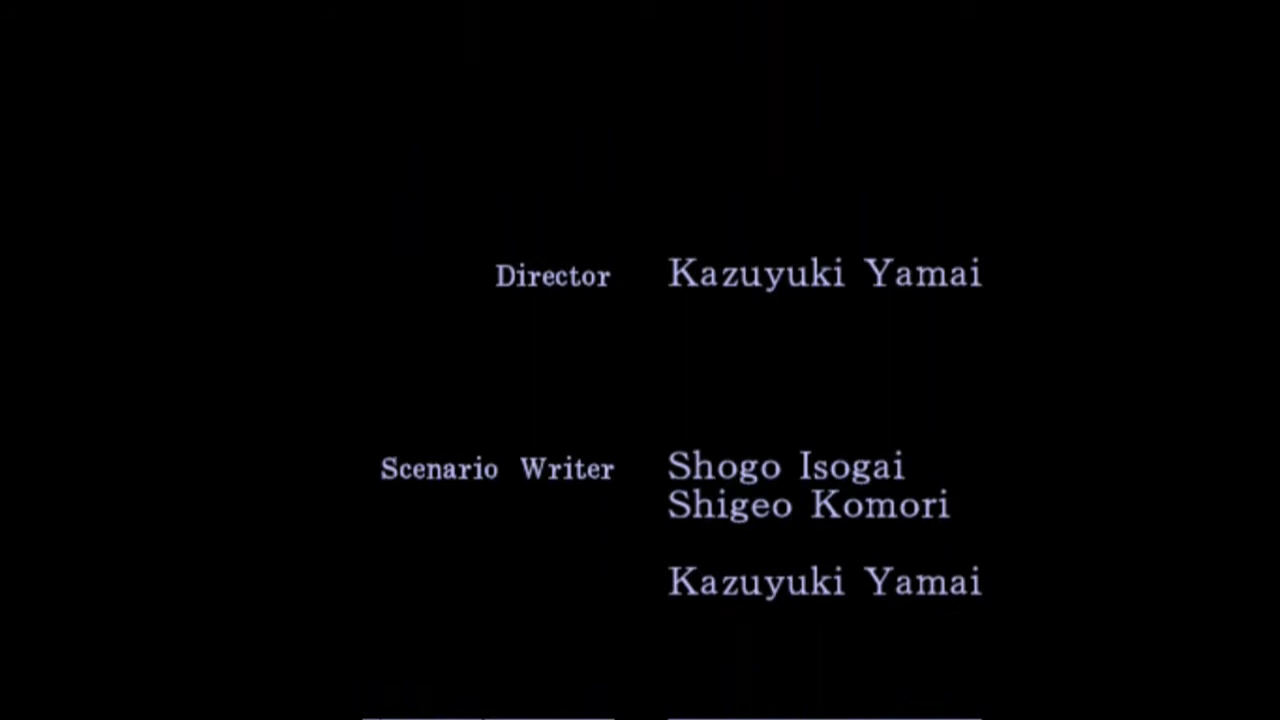 Director Kazuyuki Yamai
Scenario Writer Shogo Isogai
Shigeo Komori
Kazuyuki Yamai